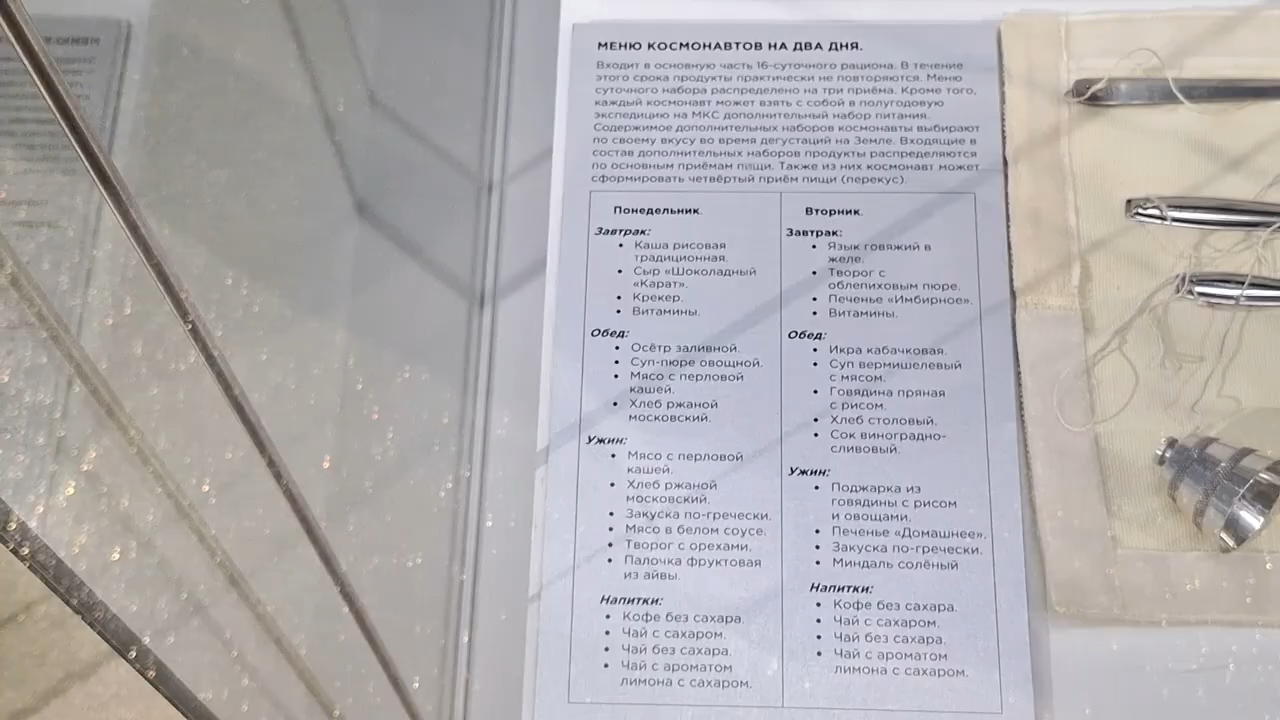 МЕНЮ КОСМОНАВТОВ НА ДВА ДНЯ.
Входит в основную часть 16-суточного рациона. В течение
этого срока продукты практически не повторяются. Меню
суточного набора распределено на три приёма. Кроме того,
каждый космонавт может взять с собой в полугодовую
экспедицию на МКС дополнительный набор питания.
Содержимое дополнительных наборов космонавты выбирают
по своему вкусу во время дегустаций на Земле. Входящие в
состав дополнительных наборов продукты распределяются
по основным приёмам пищи. Также из них космонавт может
сформировать четвёртый приём пищи (перекус).
Понедельник.
Завтрак:
• Каша рисовая
традиционная.
• Сыр «Шоколадный
«Карат».
• Крекер.
• Витамины.
Обед:
• Осётр заливной.
• Суп-пюре овощной.
• Мясо с перловой
кашей.
• Хлеб ржаной
московский.
Ужин:
• Мясо с перловой
кашей.
• Хлеб ржаной
московский.
• Закуска по-гречески.
• Мясо в белом соусе.
• Творог с орехами.
• Палочка фруктовая
из айвы.
Напитки:
• Кофе без сахара.
• Чай с сахаром.
• Чай без сахара.
• Чай с ароматом
лимона с сахаром.
Вторник.
Завтрак:
• Язык говяжий в
желе.
• Творог с
облепиховым пюре.
• Печенье «Имбирное».
• Витамины.
Обед:
• Икра кабачковая.
• Суп вермишелевый
с мясом.
• Говядина пряная
с рисом.
• Хлеб столовый.
• Сок виноградно-
сливовый.
Ужин:
• Поджарка из
говядины с рисом
и овощами.
• Печенье «Домашнее».
• Закуска по-гречески.
• Миндаль солёный
Напитки:
• Кофе без сахара.
• Чай с сахаром.
• Чай без сахара.
• Чай с ароматом
лимона с сахаром.